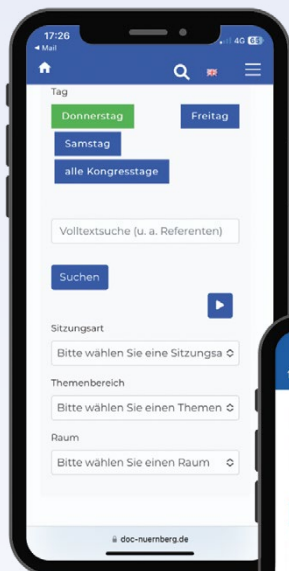 17:26
◂ Mail
4G 63
Tag
Donnerstag
Freitag
Samstag
alle Kongresstage
Volltextsuche (u. a. Referenten)
Suchen
Sitzungsart
Bitte wählen Sie eine Sitzungsa
Themenbereich
Bitte wählen Sie einen Themen
Raum
Bitte wählen Sie einen Raum
doc-nuernberg.de